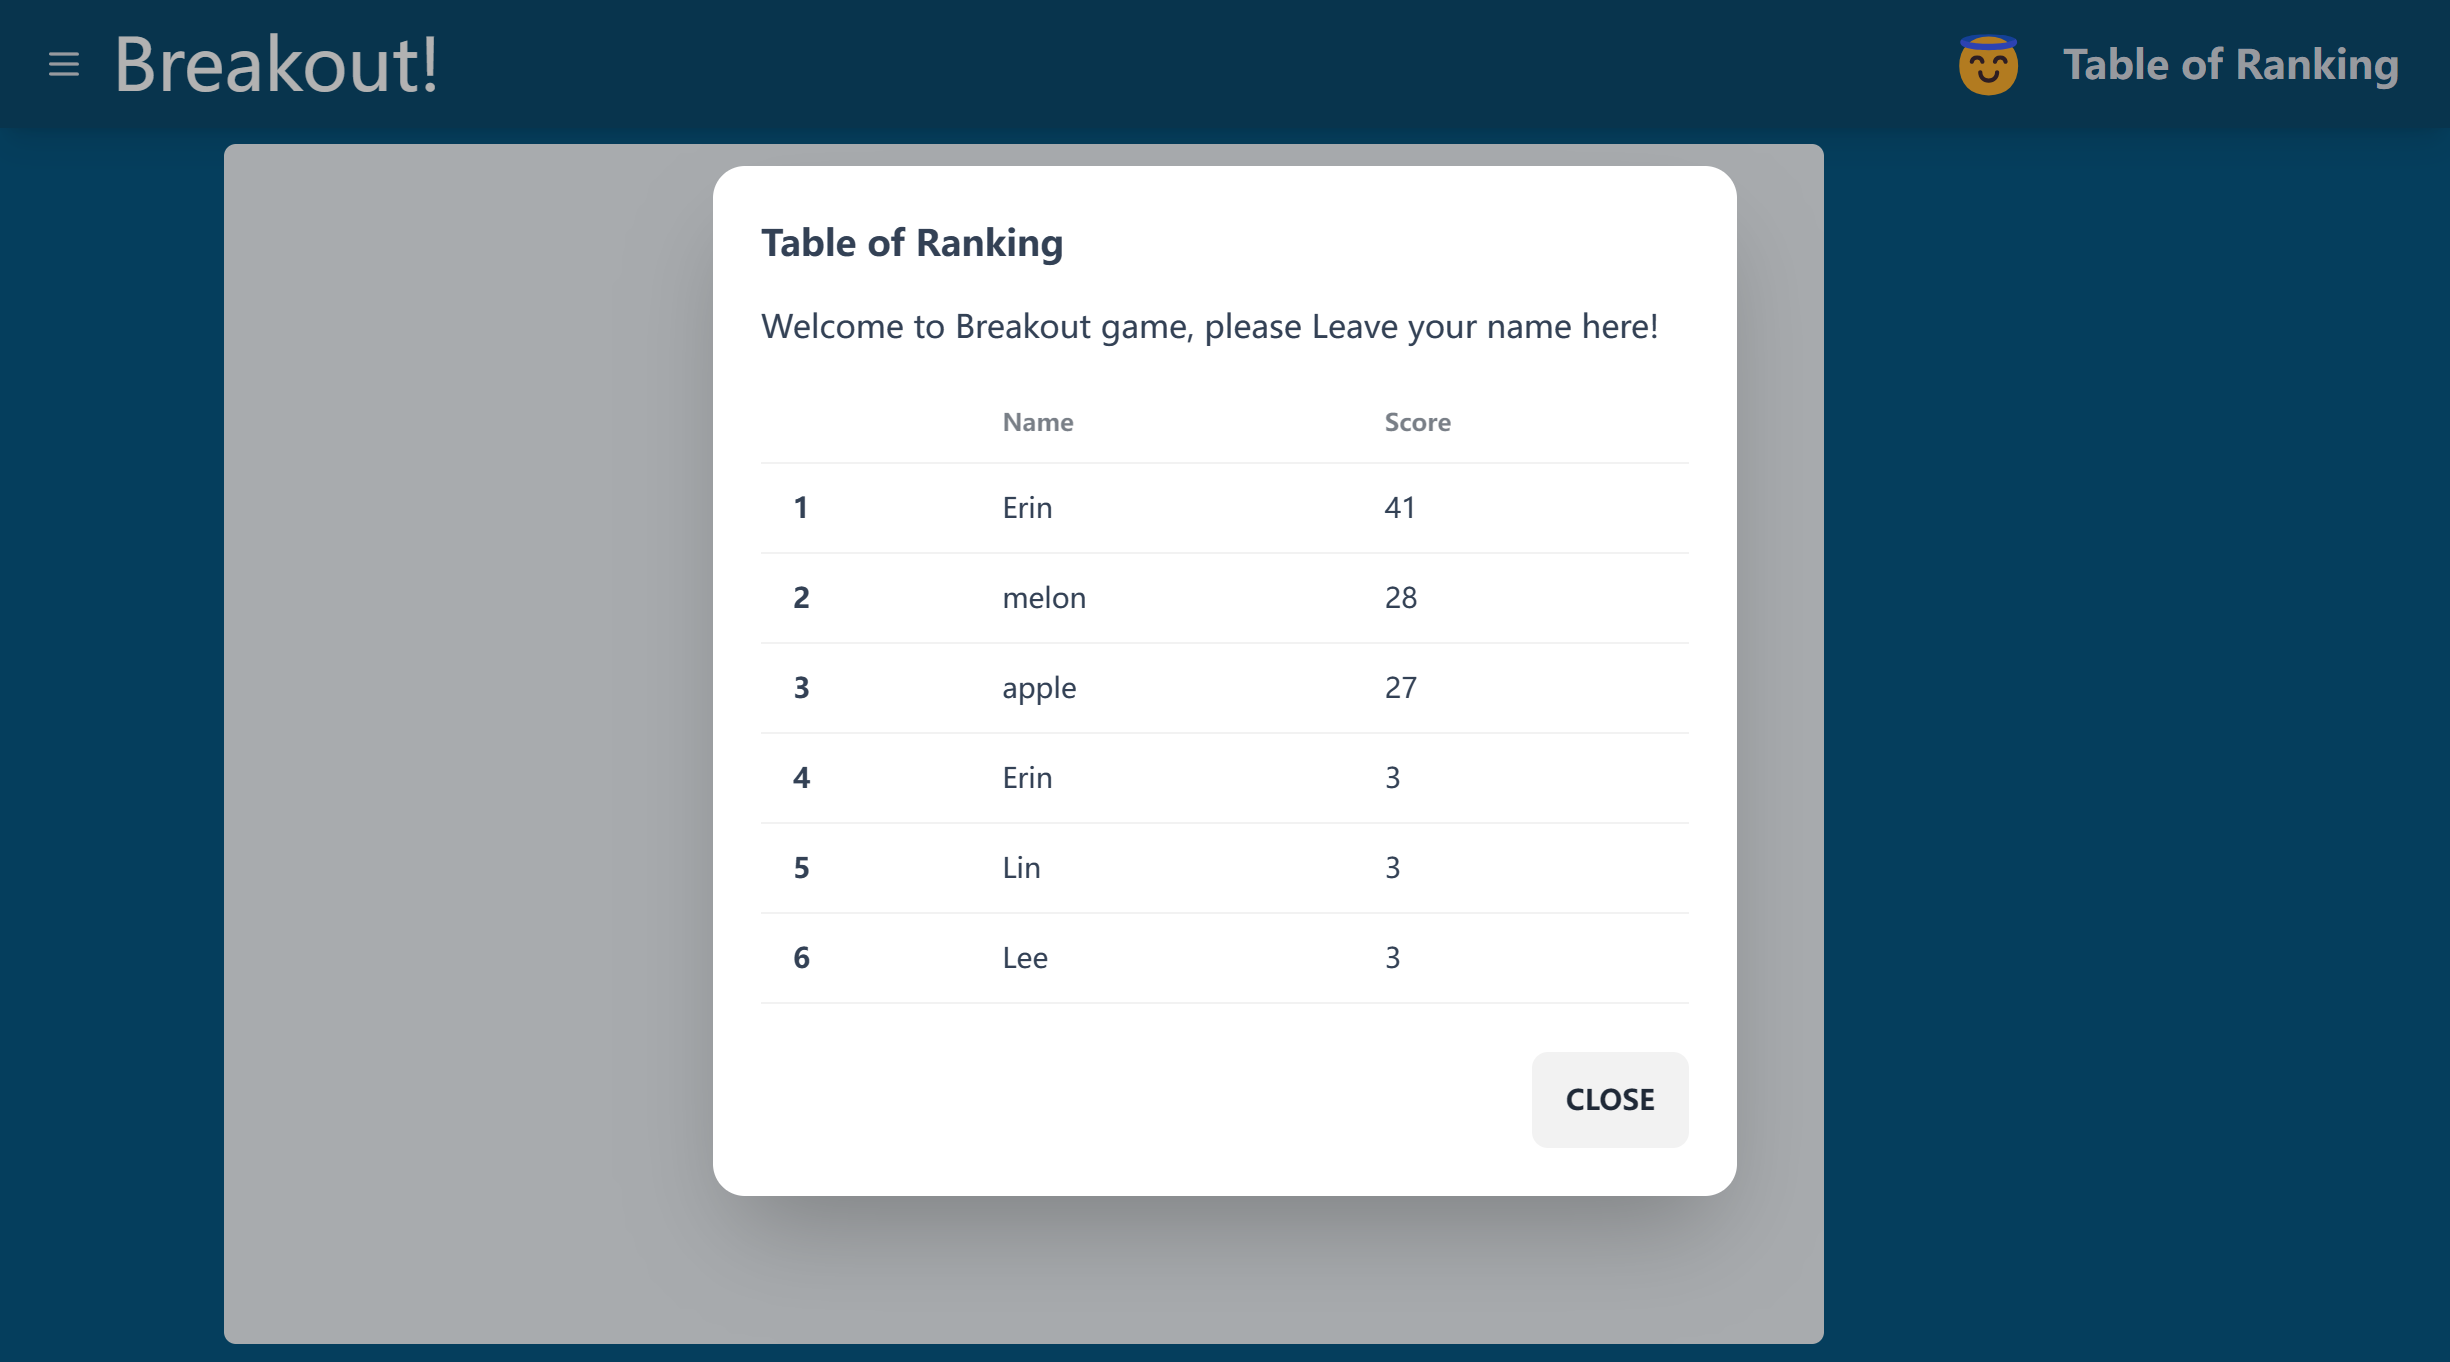 Breakout!
Table of Ranking
Table of Ranking
Welcome to Breakout game, please Leave your name here!
Name Score
1 Erin 41
2 melon 28
3 apple 27
4 Erin 3
5 Lin 3
6 Lee 3
CLOSE